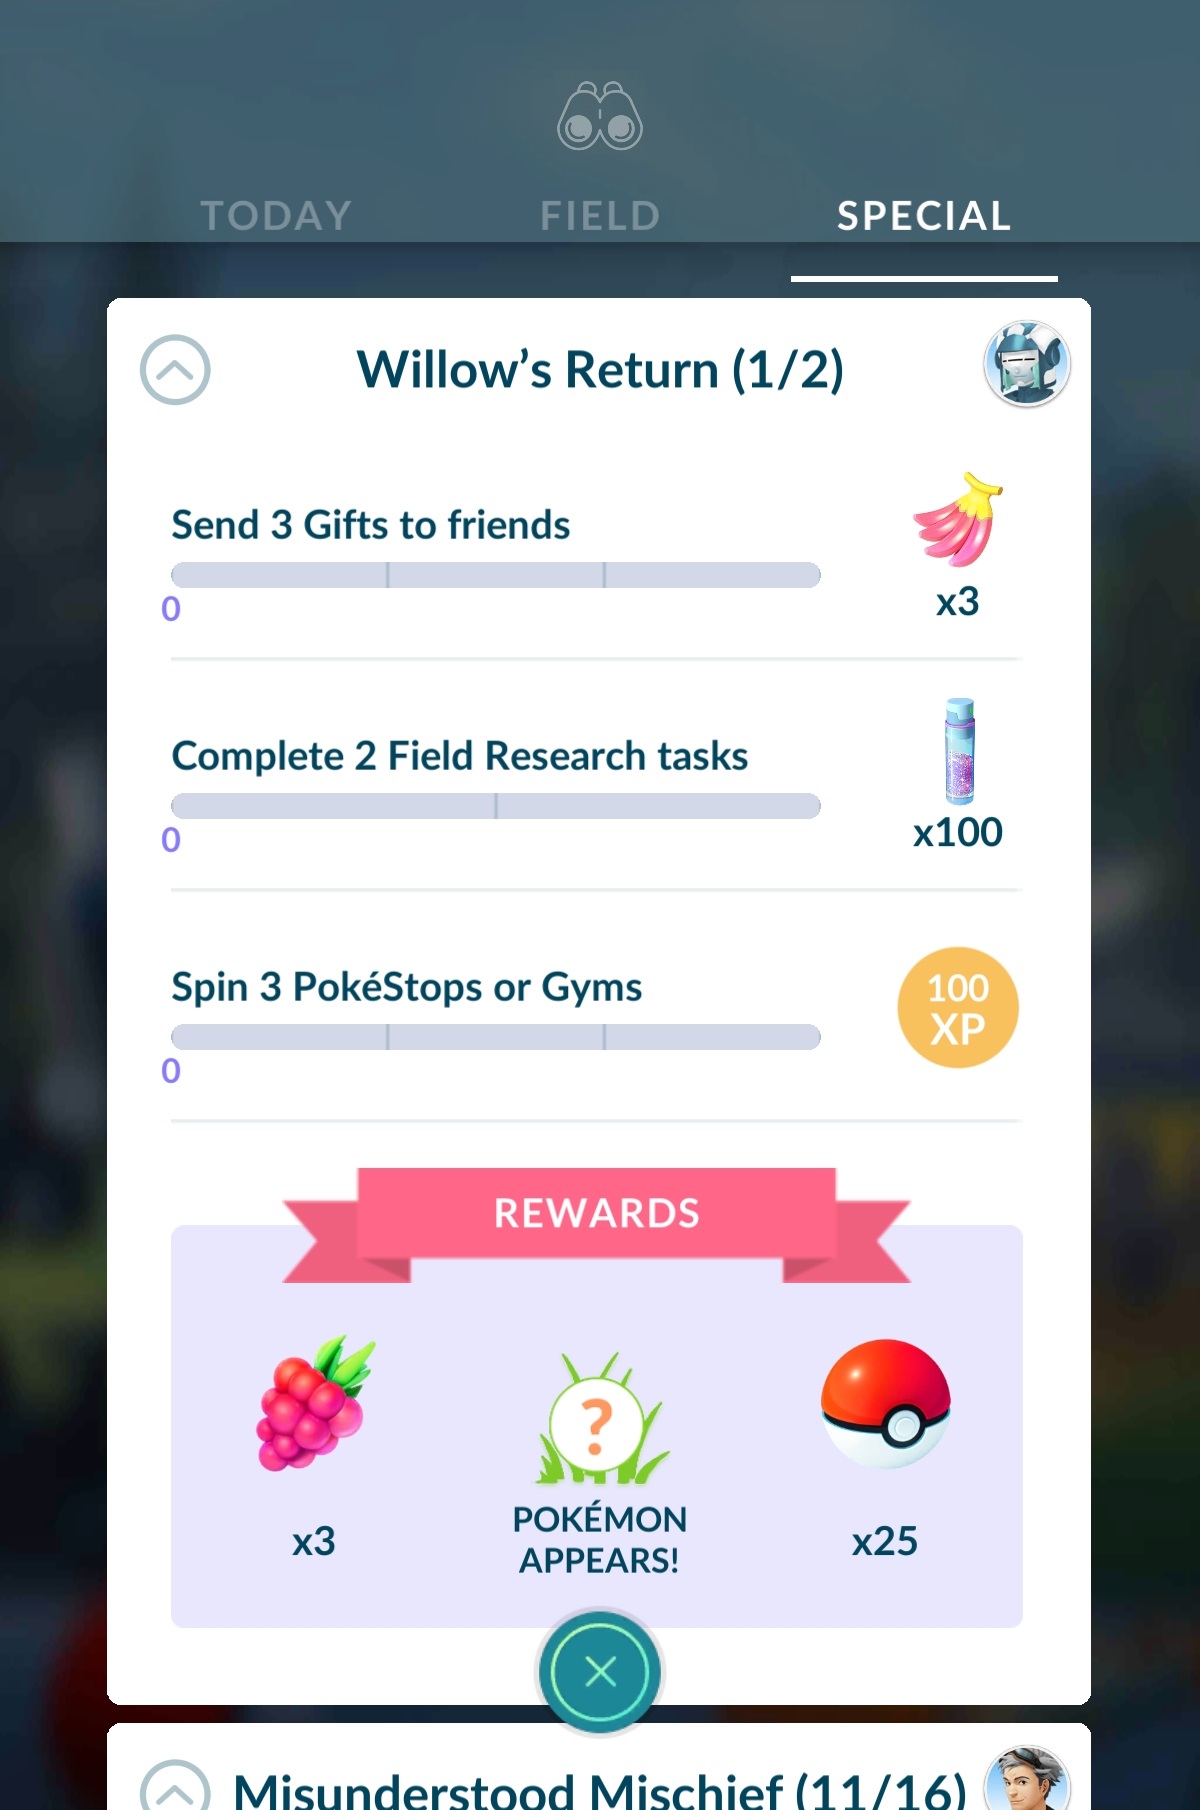 TODAY
FIELD
SPECIAL
Willow’s Return (1/2)
Send 3 Gifts to friends
0
x3
Complete 2 Field Research tasks
0
x100
Spin 3 PokéStops or Gyms
0
100
XP
REWARDS
x3
?
POKÉMON
APPEARS!
x25
Misunderstood Mischief (11/16)